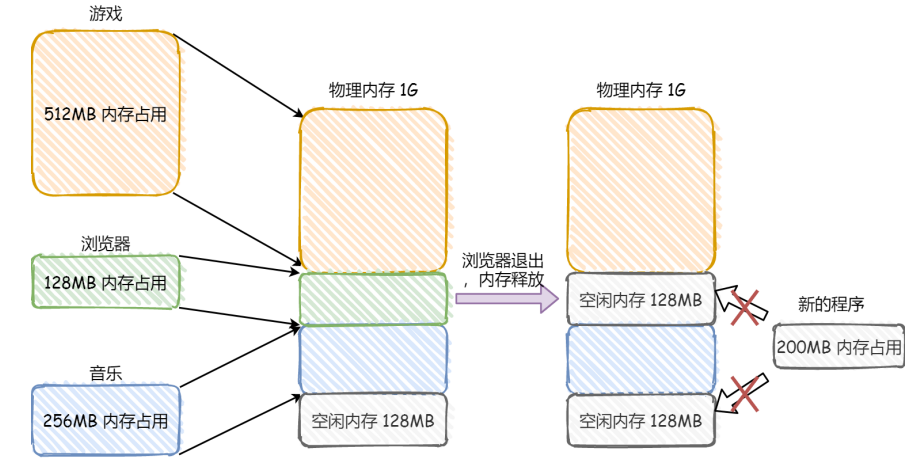 游戏
512MB 内存占用
浏览器
128MB 内存占用
音乐
256MB 内存占用
物理内存 1G
空闲内存 128MB
浏览器退出
，内存释放
物理内存 1G
空闲内存 128MB
空闲内存 128MB
新的程序
200MB 内存占用